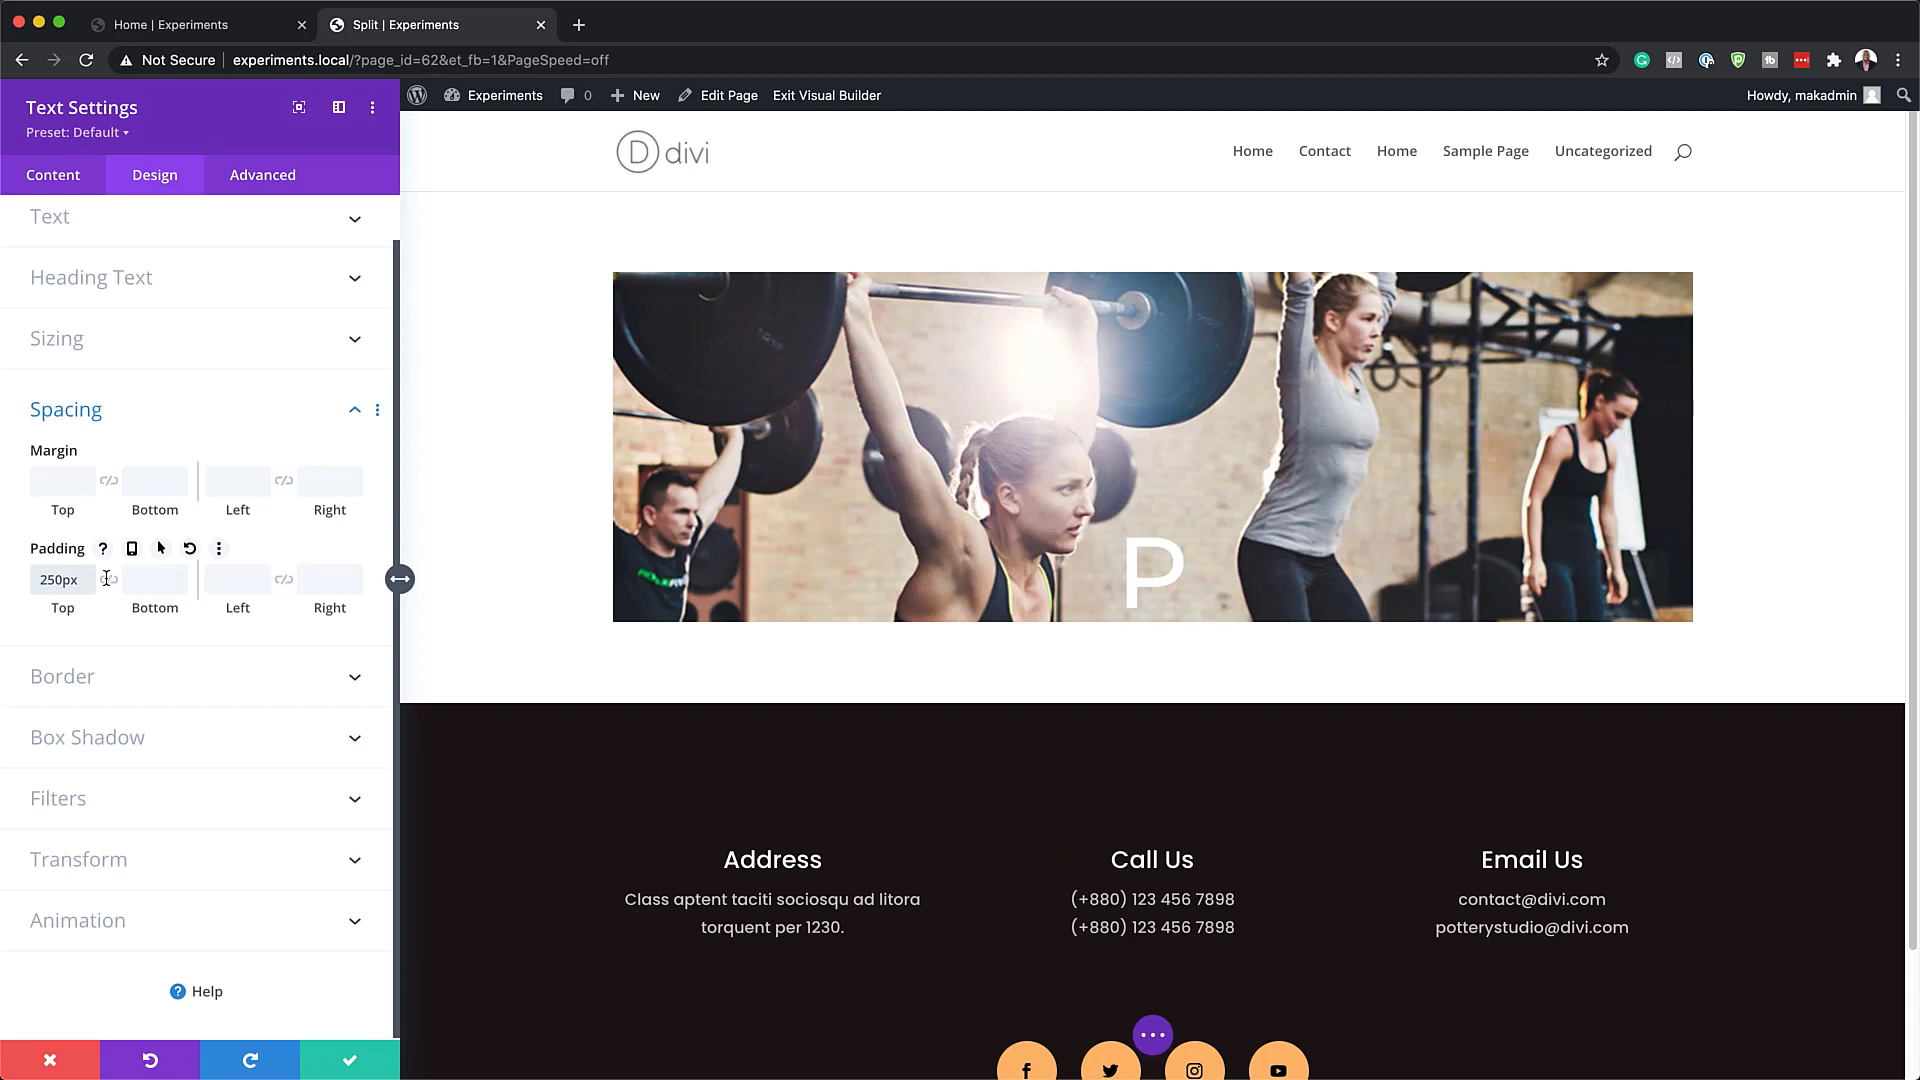 Home | Experiments
Split | Experiments
Not Secure
experiments.local/?page_id=62&et_fb=1&PageSpeed=off
Text Settings
Preset: Default
Content
Design
Advanced
Text
Heading Text
Sizing
Spacing
Margin
Top
Bottom
Left
Right
Padding
250px
Top
Bottom
Left
Right
Border
Box Shadow
Filters
Transform
Animation
Help
Experiments
0
New
Edit Page
Exit Visual Builder
Howdy, makadmin
D divi
Home
Contact
Home
Sample Page
Uncategorized
P
Address
Class aptent taciti sociosqu ad litora
torquent per 1230.
Call Us
(+880) 123 456 7898
(+880) 123 456 7898
Email Us
contact@divi.com
potterystudio@divi.com